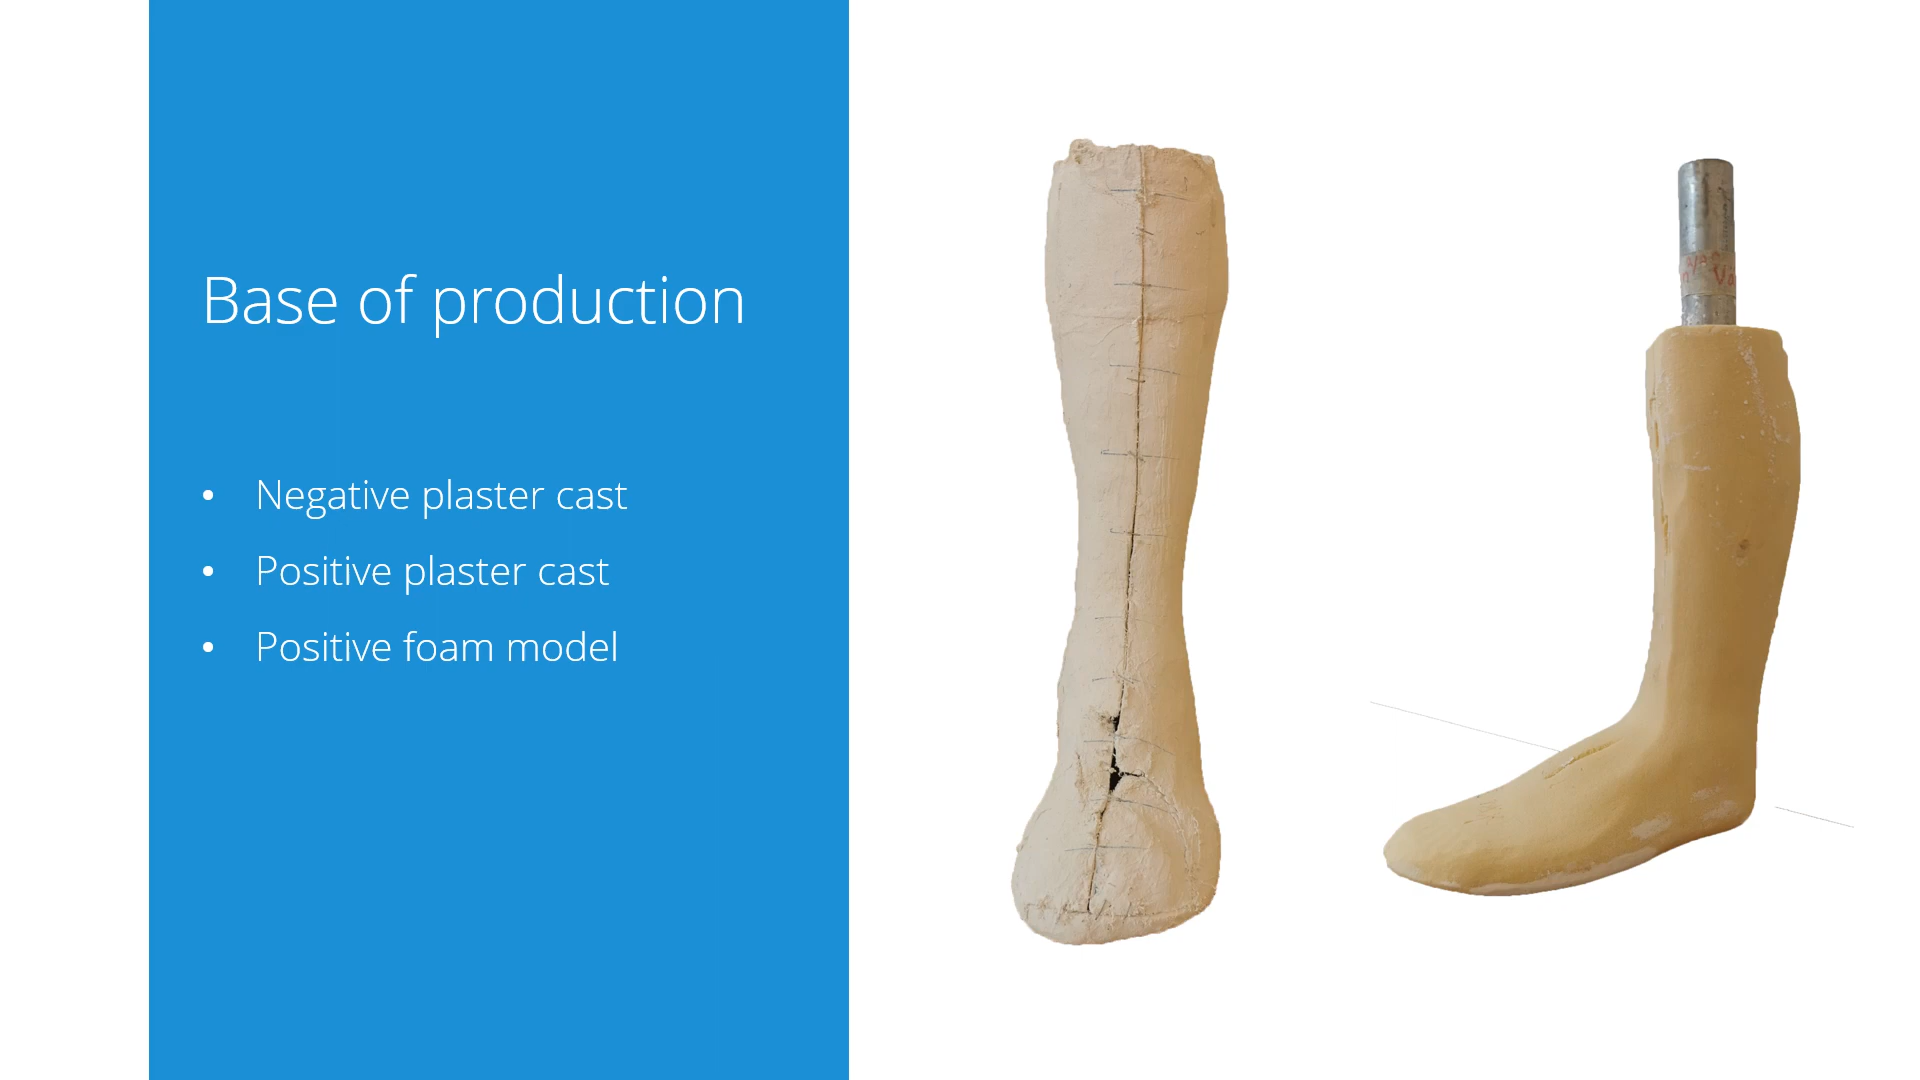 Base of production
• Negative plaster cast
• Positive plaster cast
• Positive foam model